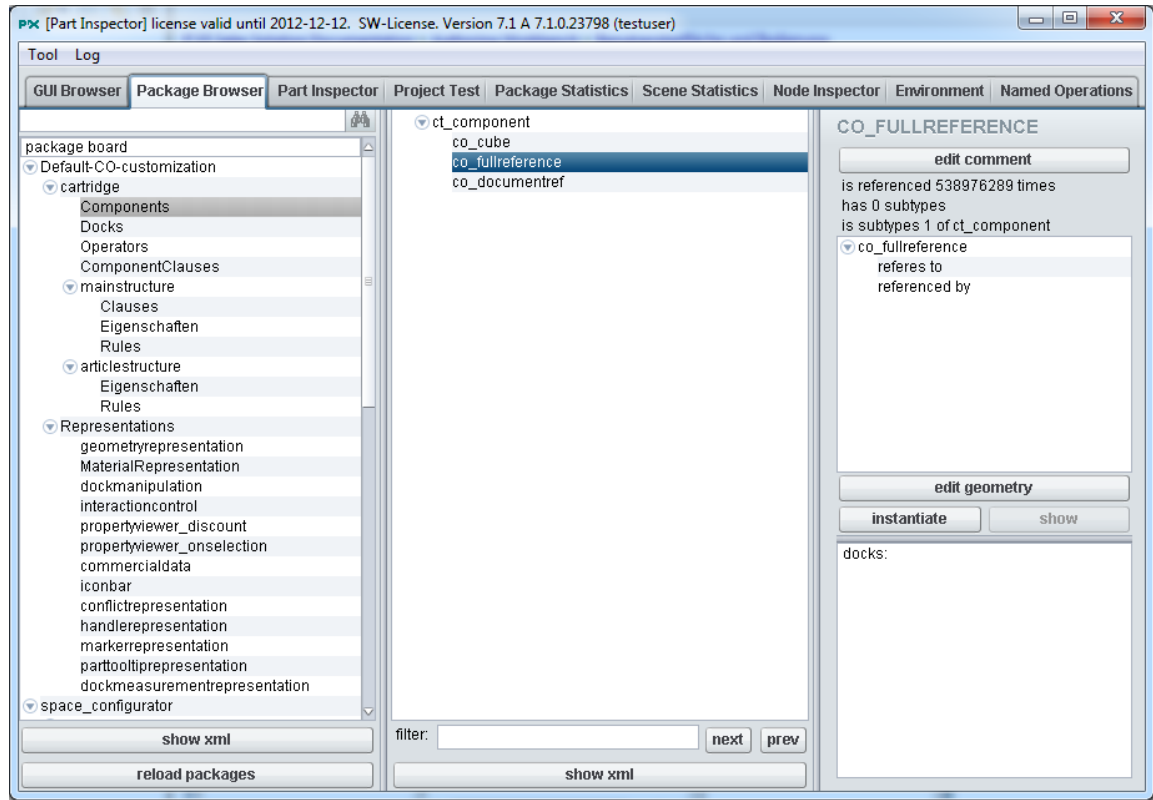 PX [Part Inspector] license valid until 2012-12-12. SW-License. Version 7.1 A 7.1.0.23798 (testuser)
Tool Log
GUI Browser Package Browser Part Inspector Project Test Package Statistics Scene Statistics Node Inspector Environment Named Operations
package board
Default-CO-customization
cartridge
Components
Docks
Operators
ComponentClauses
mainstructure
Clauses
Eigenschaften
Rules
articlestructure
Eigenschaften
Rules
Representations
geometryrepresentation
MaterialRepresentation
dockmanipulation
interactioncontrol
propertyviewer_discount
propertyviewer_onselection
commercialdata
iconbar
conflictrepresentation
handlerepresentation
markerrepresentation
parttooltiprepresentation
dockmeasurementrepresentation
space_configurator
show xml
reload packages
ct_component
co_cube
co_fullreference
co_documentref
filter:
next
prev
show xml
CO_FULLREFERENCE
edit comment
is referenced 538976289 times
has 0 subtypes
is subtypes 1 of ct_component
co_fullreference
referes to
referenced by
edit geometry
instantiate
show
docks: